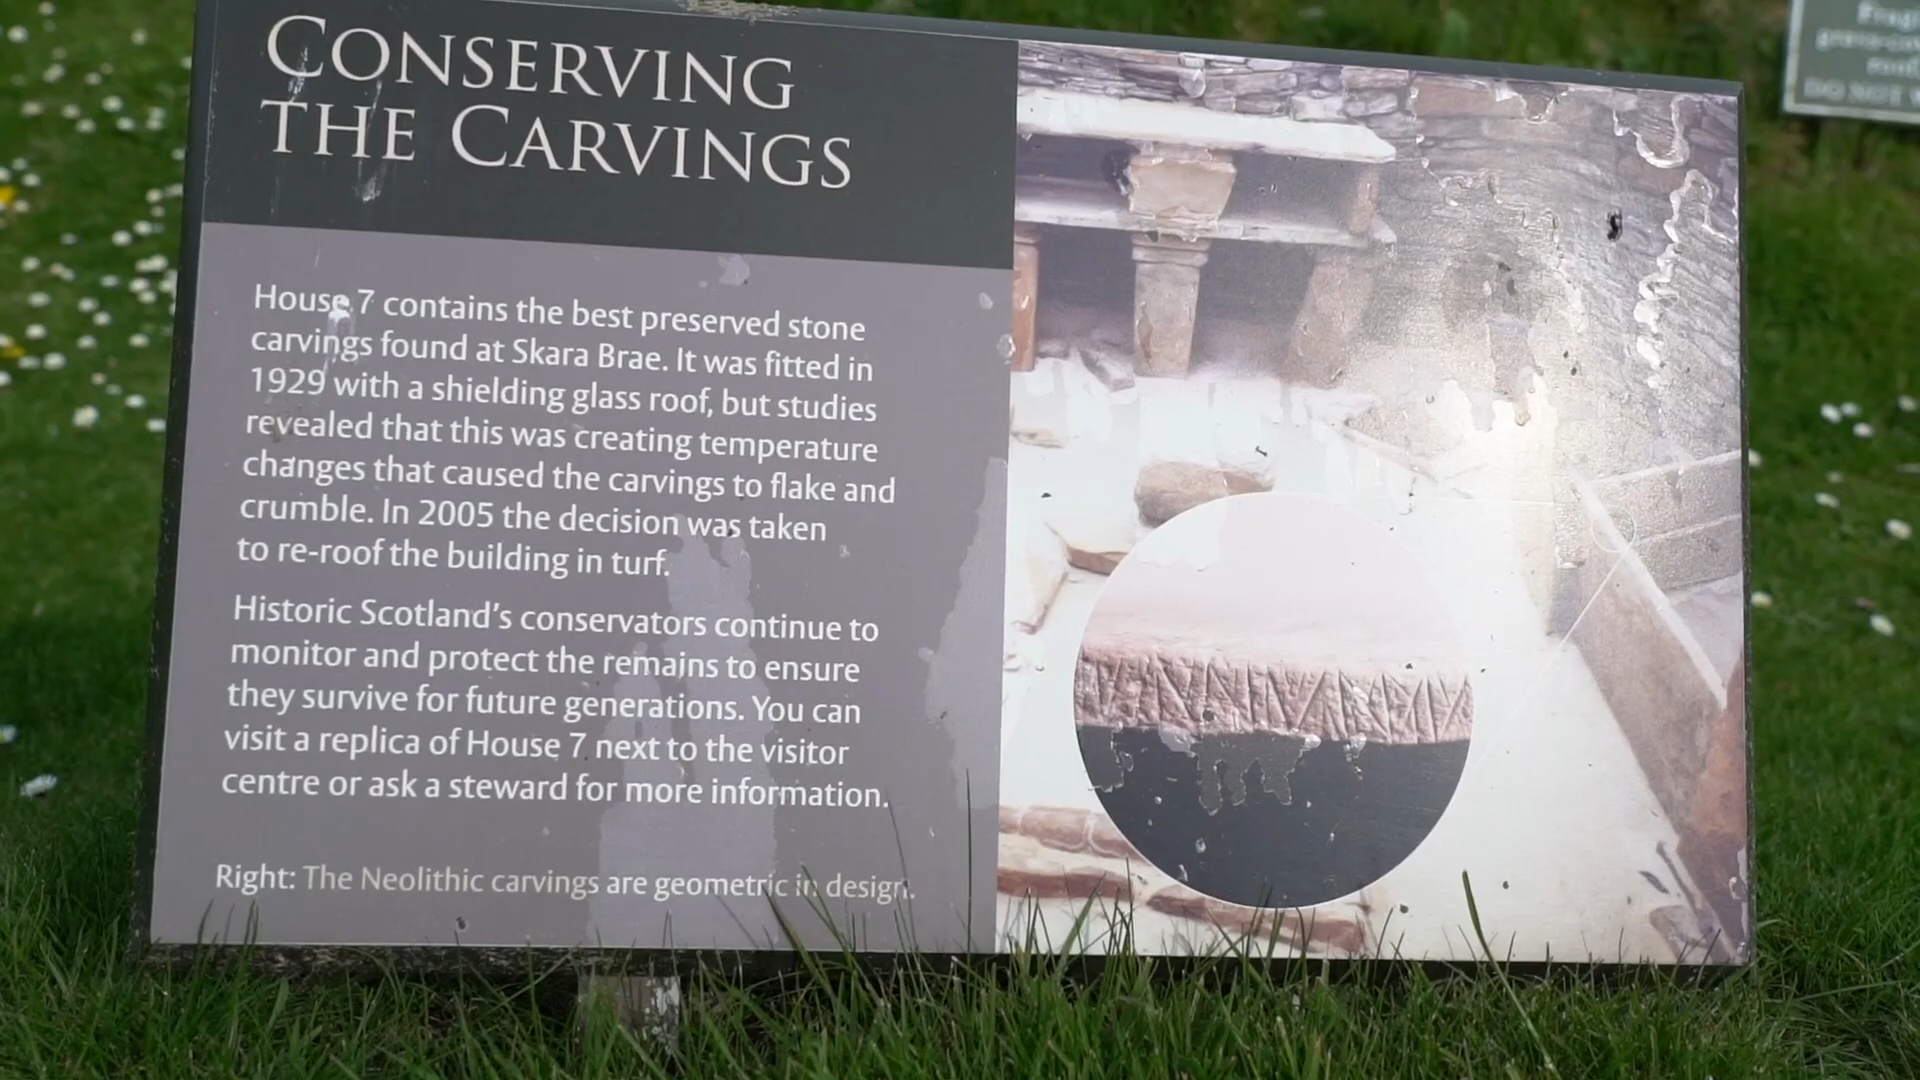 CONSERVING
THE CARVINGS
House 7 contains the best preserved stone
carvings found at Skara Brae. It was fitted in
1929 with a shielding glass roof, but studies
revealed that this was creating temperature
changes that caused the carvings to flake and
crumble. In 2005 the decision was taken
to re-roof the building in turf.
Historic Scotland's conservators continue to
monitor and protect the remains to ensure
they survive for future generations. You can
visit a replica of House 7 next to the visitor
centre or ask a steward for more information.
Right: The Neolithic carvings are geometric in design.
DO NOT